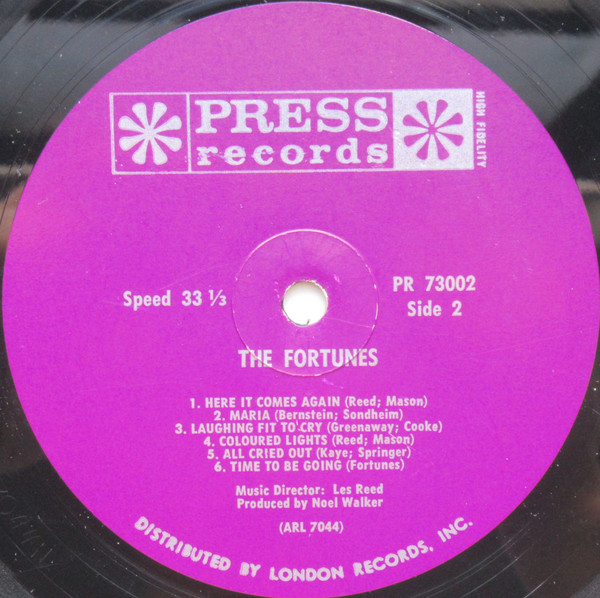 PRESS
records
HIGH FIDELITY
Speed 33 ⅓
PR 73002
Side 2
THE FORTUNES
1. HERE IT COMES AGAIN (Reed; Mason)
2. MARIA (Bernstein; Sondheim)
3. LAUGHING FIT TO CRY (Greenaway; Cooke)
4. COLOURED LIGHTS (Reed; Mason)
5. ALL CRIED OUT (Kaye; Springer)
6. TIME TO BE GOING (Fortunes)
Music Director: Les Reed
Produced by Noel Walker
(ARL 7044)
DISTRIBUTED BY LONDON RECORDS, INC.